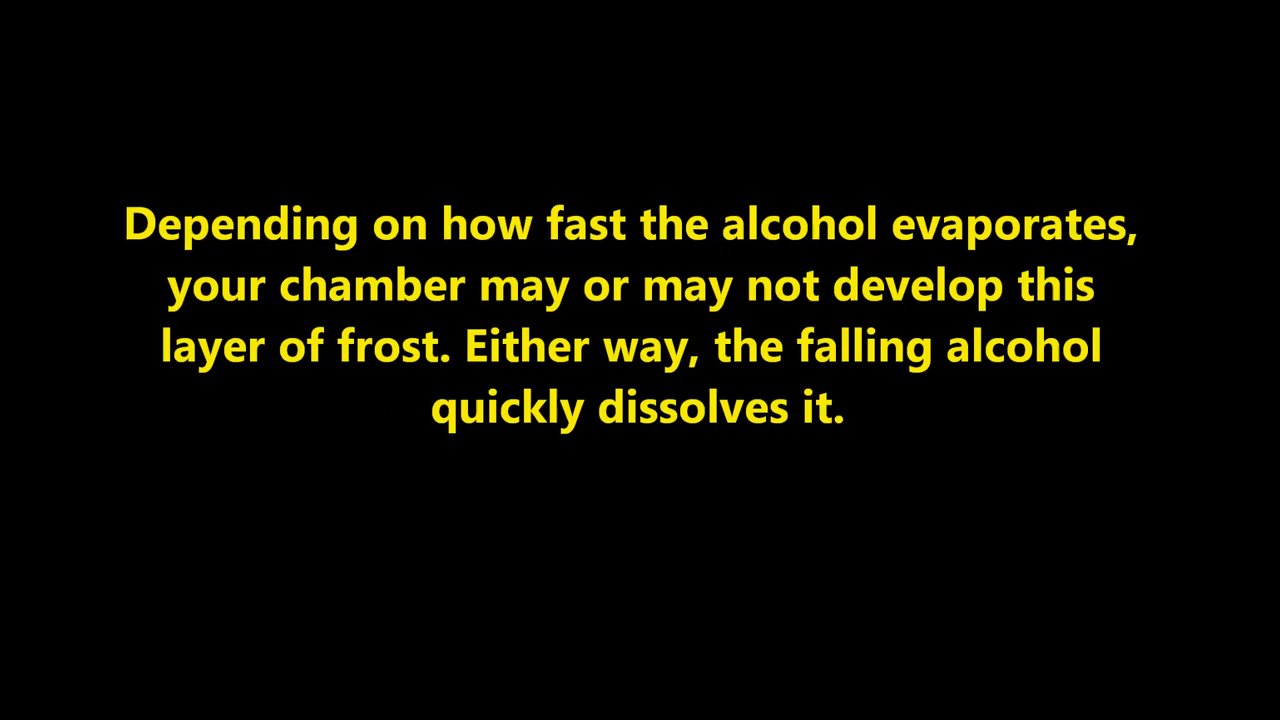 Depending on how fast the alcohol evaporates,
your chamber may or may not develop this
layer of frost. Either way, the falling alcohol
quickly dissolves it.